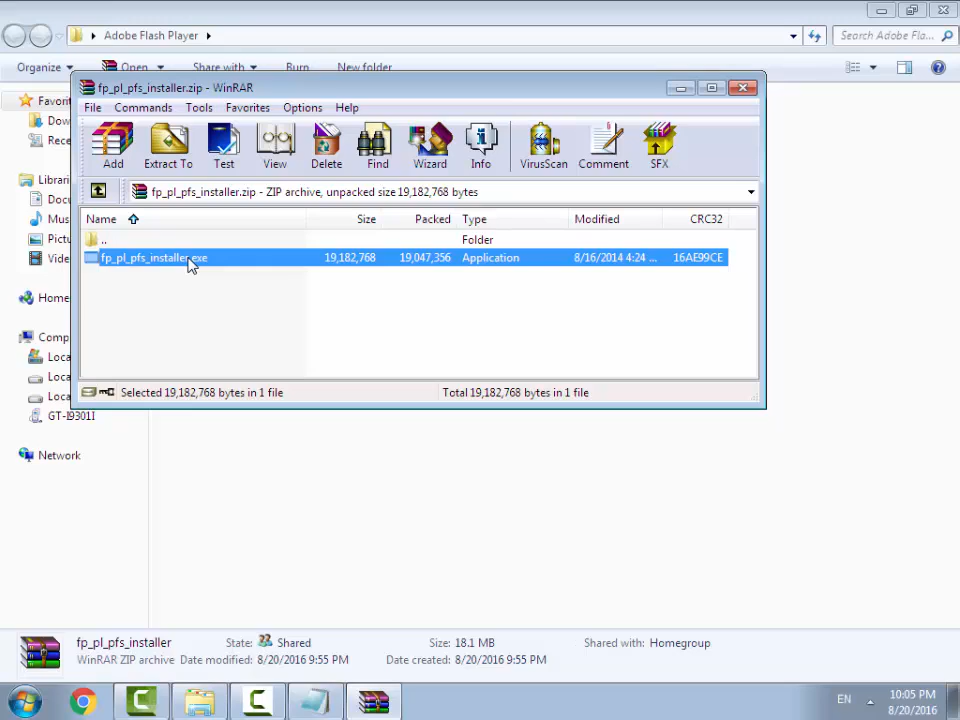 Adobe Flash Player
Search Adobe Fla...
Organize Open Share with Burn New folder
fp_pl_pfs_installer.zip - WinRAR
File Commands Tools Favorites Options Help
Add Extract To Test View Delete Find Wizard Info VirusScan Comment SFX
fp_pl_pfs_installer.zip - ZIP archive, unpacked size 19,182,768 bytes
Name Size Packed Type Modified CRC32
.. Folder
fp_pl_pfs_installer.exe 19,182,768 19,047,356 Application 8/16/2014 4:24 ... 16AE99CE
Selected 19,182,768 bytes in 1 file Total 19,182,768 bytes in 1 file
Favorit
Dow
Rece
Librari
Docu
Mus
Pictu
Vide
Home
Comp
Loca
Loca
Loca
GT-I9301I
Network
fp_pl_pfs_installer State: Shared Size: 18.1 MB Shared with: Homegroup
WinRAR ZIP archive Date modified: 8/20/2016 9:55 PM Date created: 8/20/2016 9:55 PM
EN
10:05 PM
8/20/2016